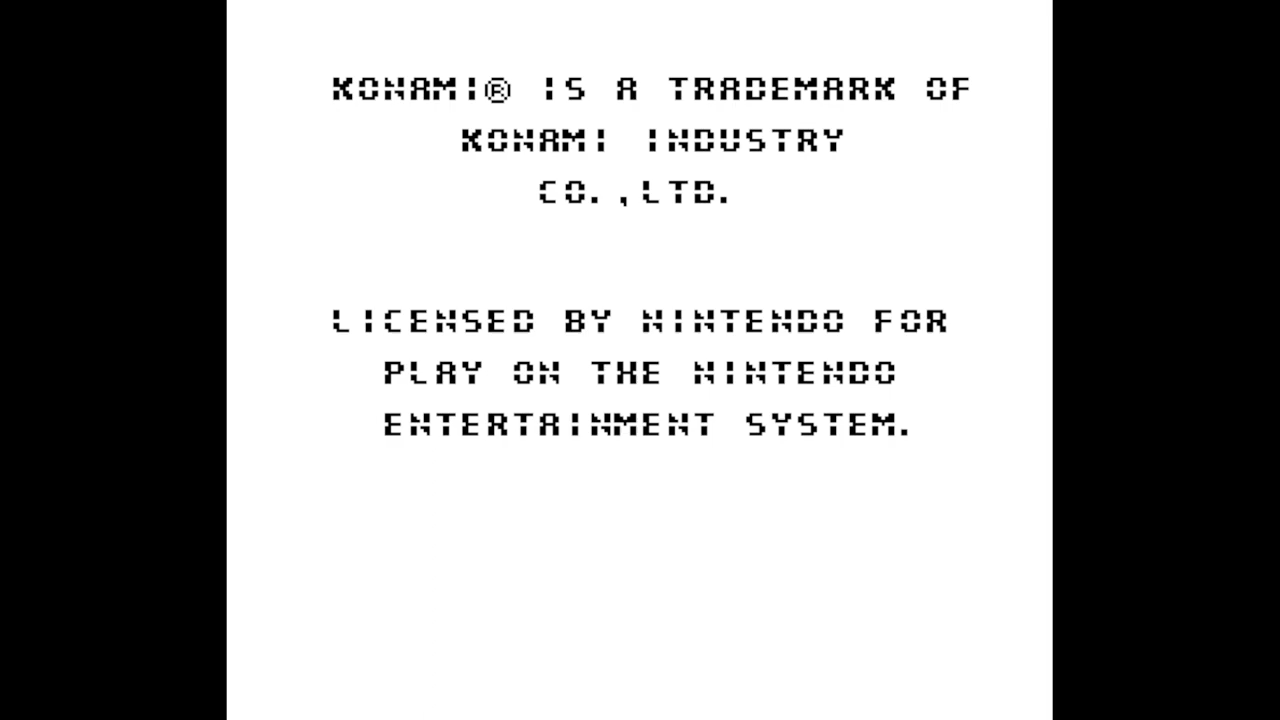 KONAMI® IS A TRADEMARK OF
KONAMI INDUSTRY
CO.,LTD.
LICENSED BY NINTENDO FOR
PLAY ON THE NINTENDO
ENTERTAINMENT SYSTEM.